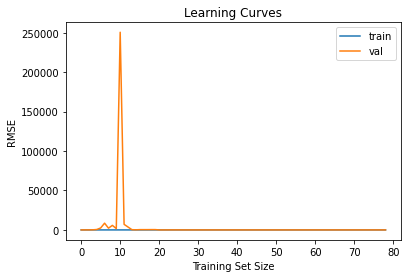 Learning Curves
train
val
250000
200000
150000
100000
50000
0
RMSE
0 10 20 30 40 50 60 70 80
Training Set Size